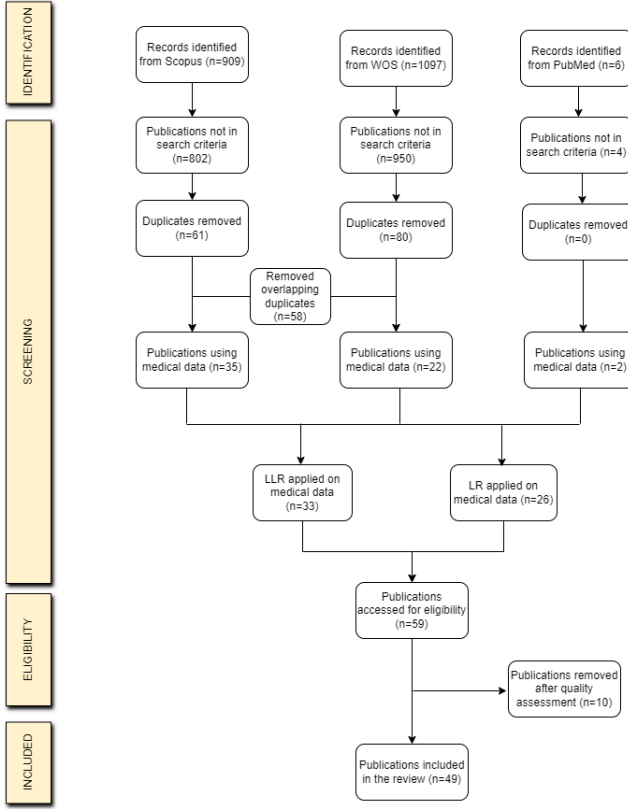 IDENTIFICATION
Records identified
from Scopus (n=909)
Records identified
from WOS (n=1097)
Records identified
from PubMed (n=6)
SCREENING
Publications not in
search criteria
(n=802)
Publications not in
search criteria
(n=950)
Publications not in
search criteria (n=4)
Duplicates removed
(n=61)
Duplicates removed
(n=80)
Duplicates removed
(n=0)
Removed
overlapping
duplicates
(n=58)
Publications using
medical data (n=35)
Publications using
medical data (n=22)
Publications using
medical data (n=2)
LLR applied on
medical data
(n=33)
LR applied on
medical data (n=26)
Publications
accessed for eligibility
(n=59)
ELIGIBILITY
Publications removed
after quality
assessment (n=10)
INCLUDED
Publications included
in the review (n=49)